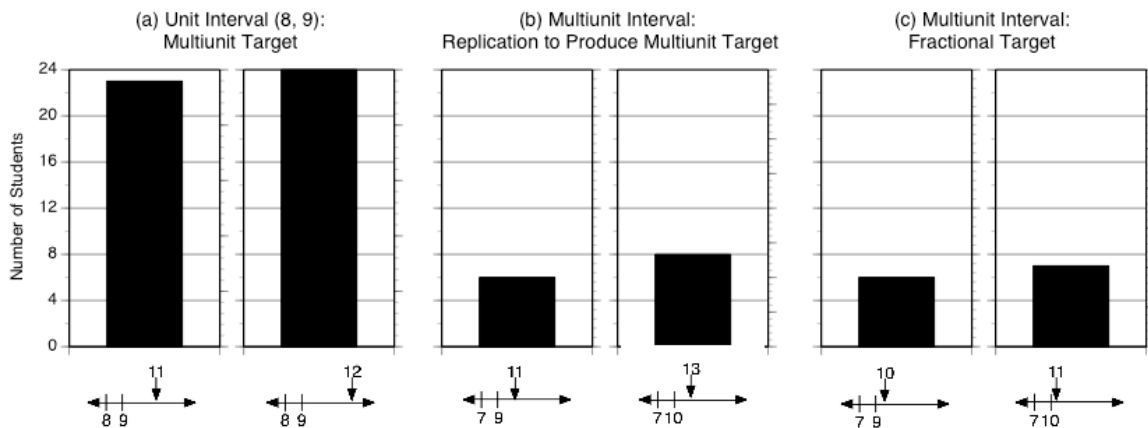 (a) Unit Interval (8, 9):
Multiunit Target
(b) Multiunit Interval:
Replication to Produce Multiunit Target
(c) Multiunit Interval:
Fractional Target
Number of Students
24
20
16
12
8
4
0
11
8 9
12
8 9
11
7 9
13
7 10
10
7 9
11
7 10